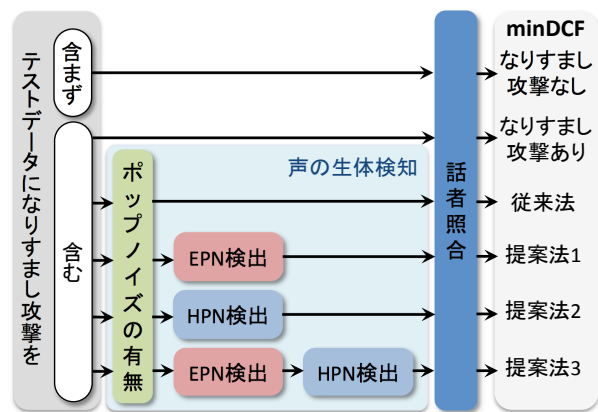 テストデータになりすまし攻撃を
含まず
含む
声の生体検知
ポップノイズの有無
EPN検出
HPN検出
EPN検出
HPN検出
話者照合
minDCF
なりすまし
攻撃なし
なりすまし
攻撃あり
従来法
提案法1
提案法2
提案法3